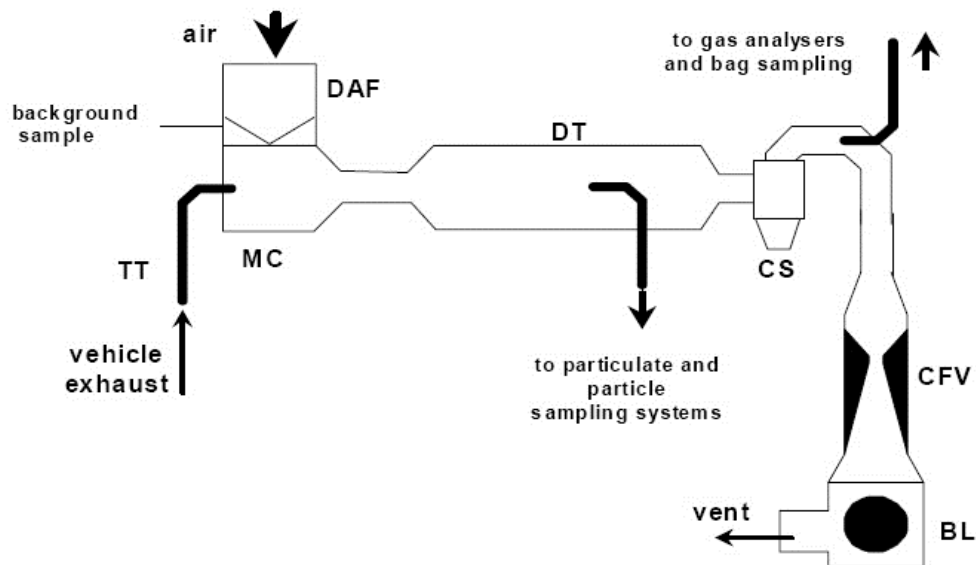 air
DAF
to gas analysers
and bag sampling
background
sample
DT
MC
TT
CS
vehicle
exhaust
to particulate and
particle
sampling systems
CFV
vent
BL